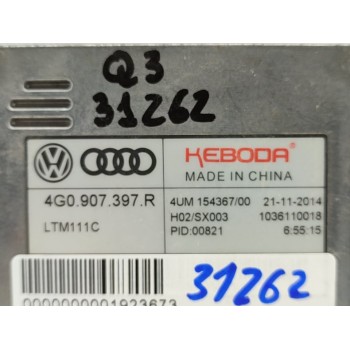 Q3
31262
KEBODA
MADE IN CHINA
4G0.907.397.R
4UM 154367/00 21-11-2014
LTM111C
H02/SX003 1036110018
PID:00821 6:55:15
31262
0000000001923673